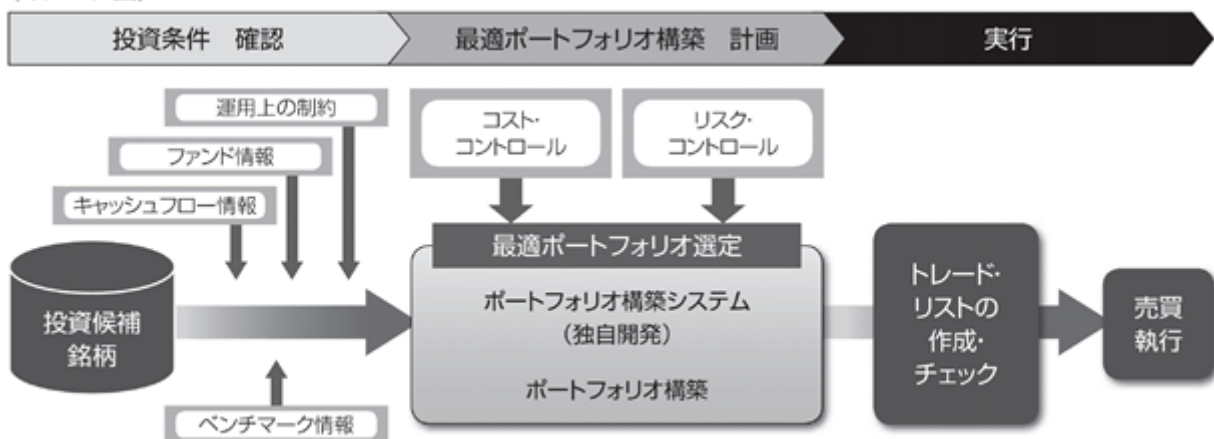 投資条件　確認
最適ポートフォリオ構築　計画
実行
運用上の制約
ファンド情報
キャッシュフロー情報
投資候補
銘柄
ベンチマーク情報
コスト・
コントロール
リスク・
コントロール
最適ポートフォリオ選定
ポートフォリオ構築システム
(独自開発)
ポートフォリオ構築
トレード・
リストの
作成・
チェック
売買
執行